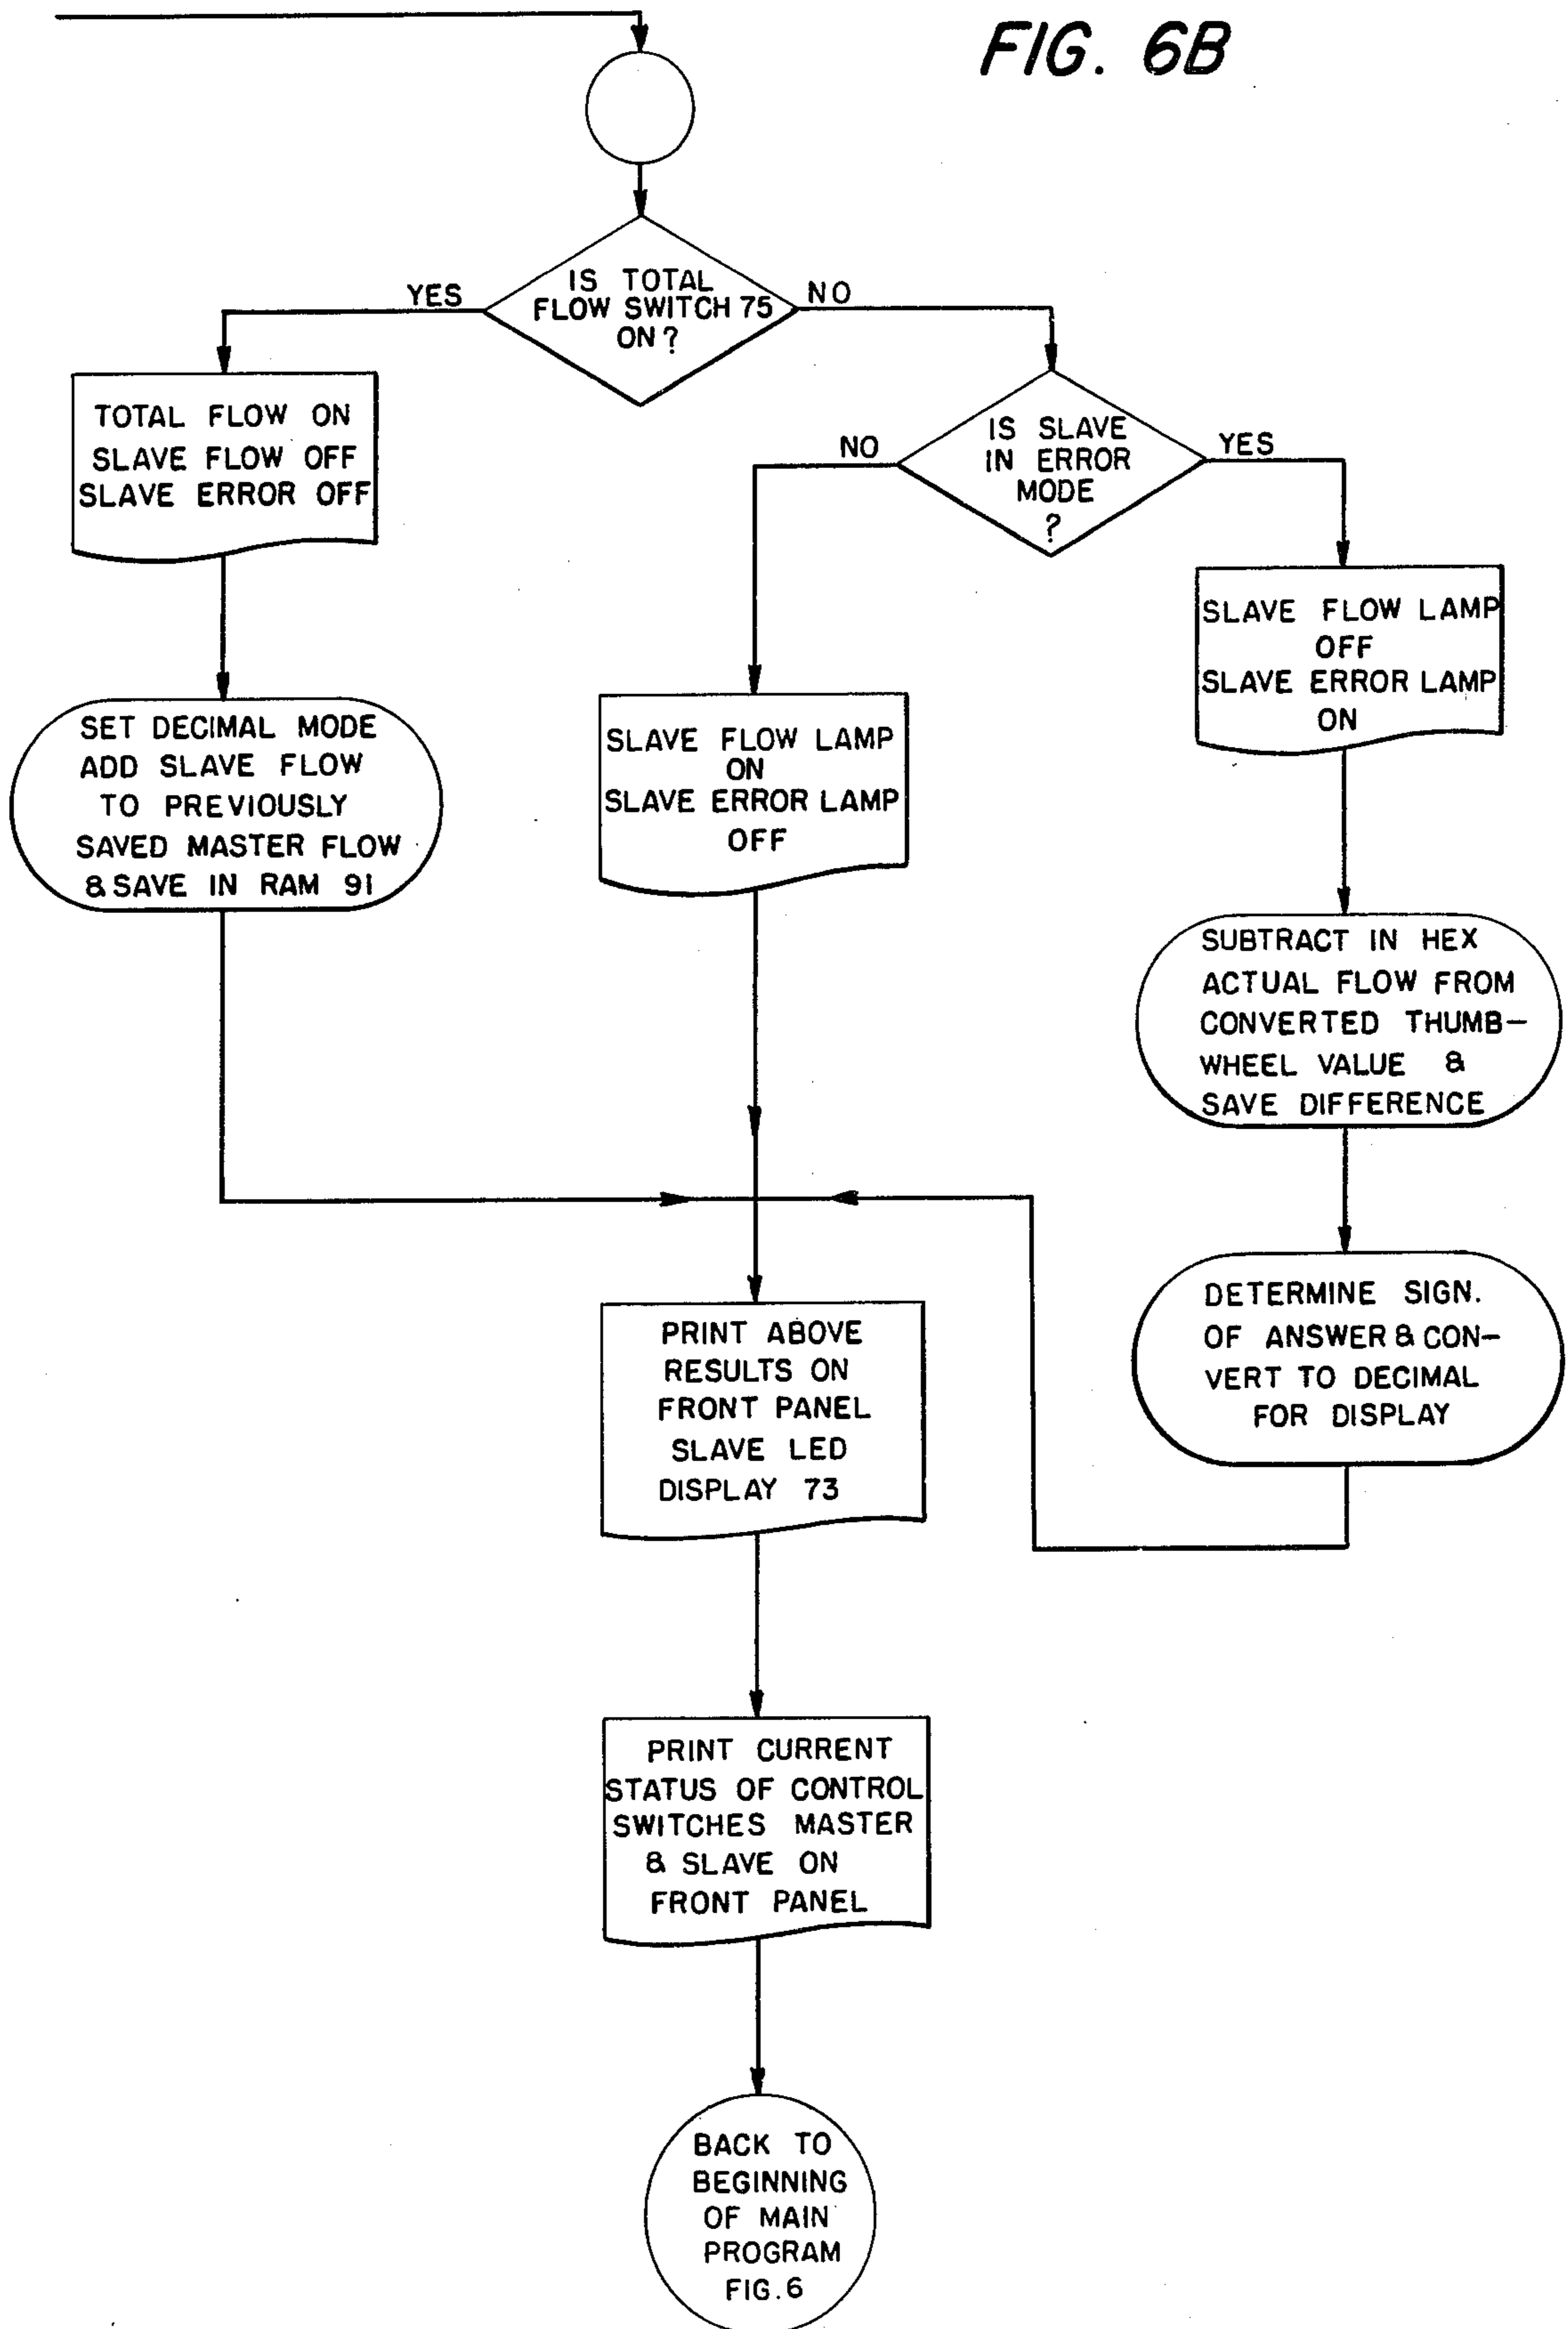 FIG. 6B
IS TOTAL
FLOW SWITCH 75
ON?
YES
NO
TOTAL FLOW ON
SLAVE FLOW OFF
SLAVE ERROR OFF
IS SLAVE
IN ERROR
MODE
?
NO
YES
SLAVE FLOW LAMP
OFF
SLAVE ERROR LAMP
ON
SET DECIMAL MODE
ADD SLAVE FLOW
TO PREVIOUSLY
SAVED MASTER FLOW
& SAVE IN RAM 91
SLAVE FLOW LAMP
ON
SLAVE ERROR LAMP
OFF
SUBTRACT IN HEX
ACTUAL FLOW FROM
CONVERTED THUMB-
WHEEL VALUE &
SAVE DIFFERENCE
DETERMINE SIGN.
OF ANSWER & CON-
VERT TO DECIMAL
FOR DISPLAY
PRINT ABOVE
RESULTS ON
FRONT PANEL
SLAVE LED
DISPLAY 73
PRINT CURRENT
STATUS OF CONTROL
SWITCHES MASTER
& SLAVE ON
FRONT PANEL
BACK TO
BEGINNING
OF MAIN
PROGRAM
FIG.6